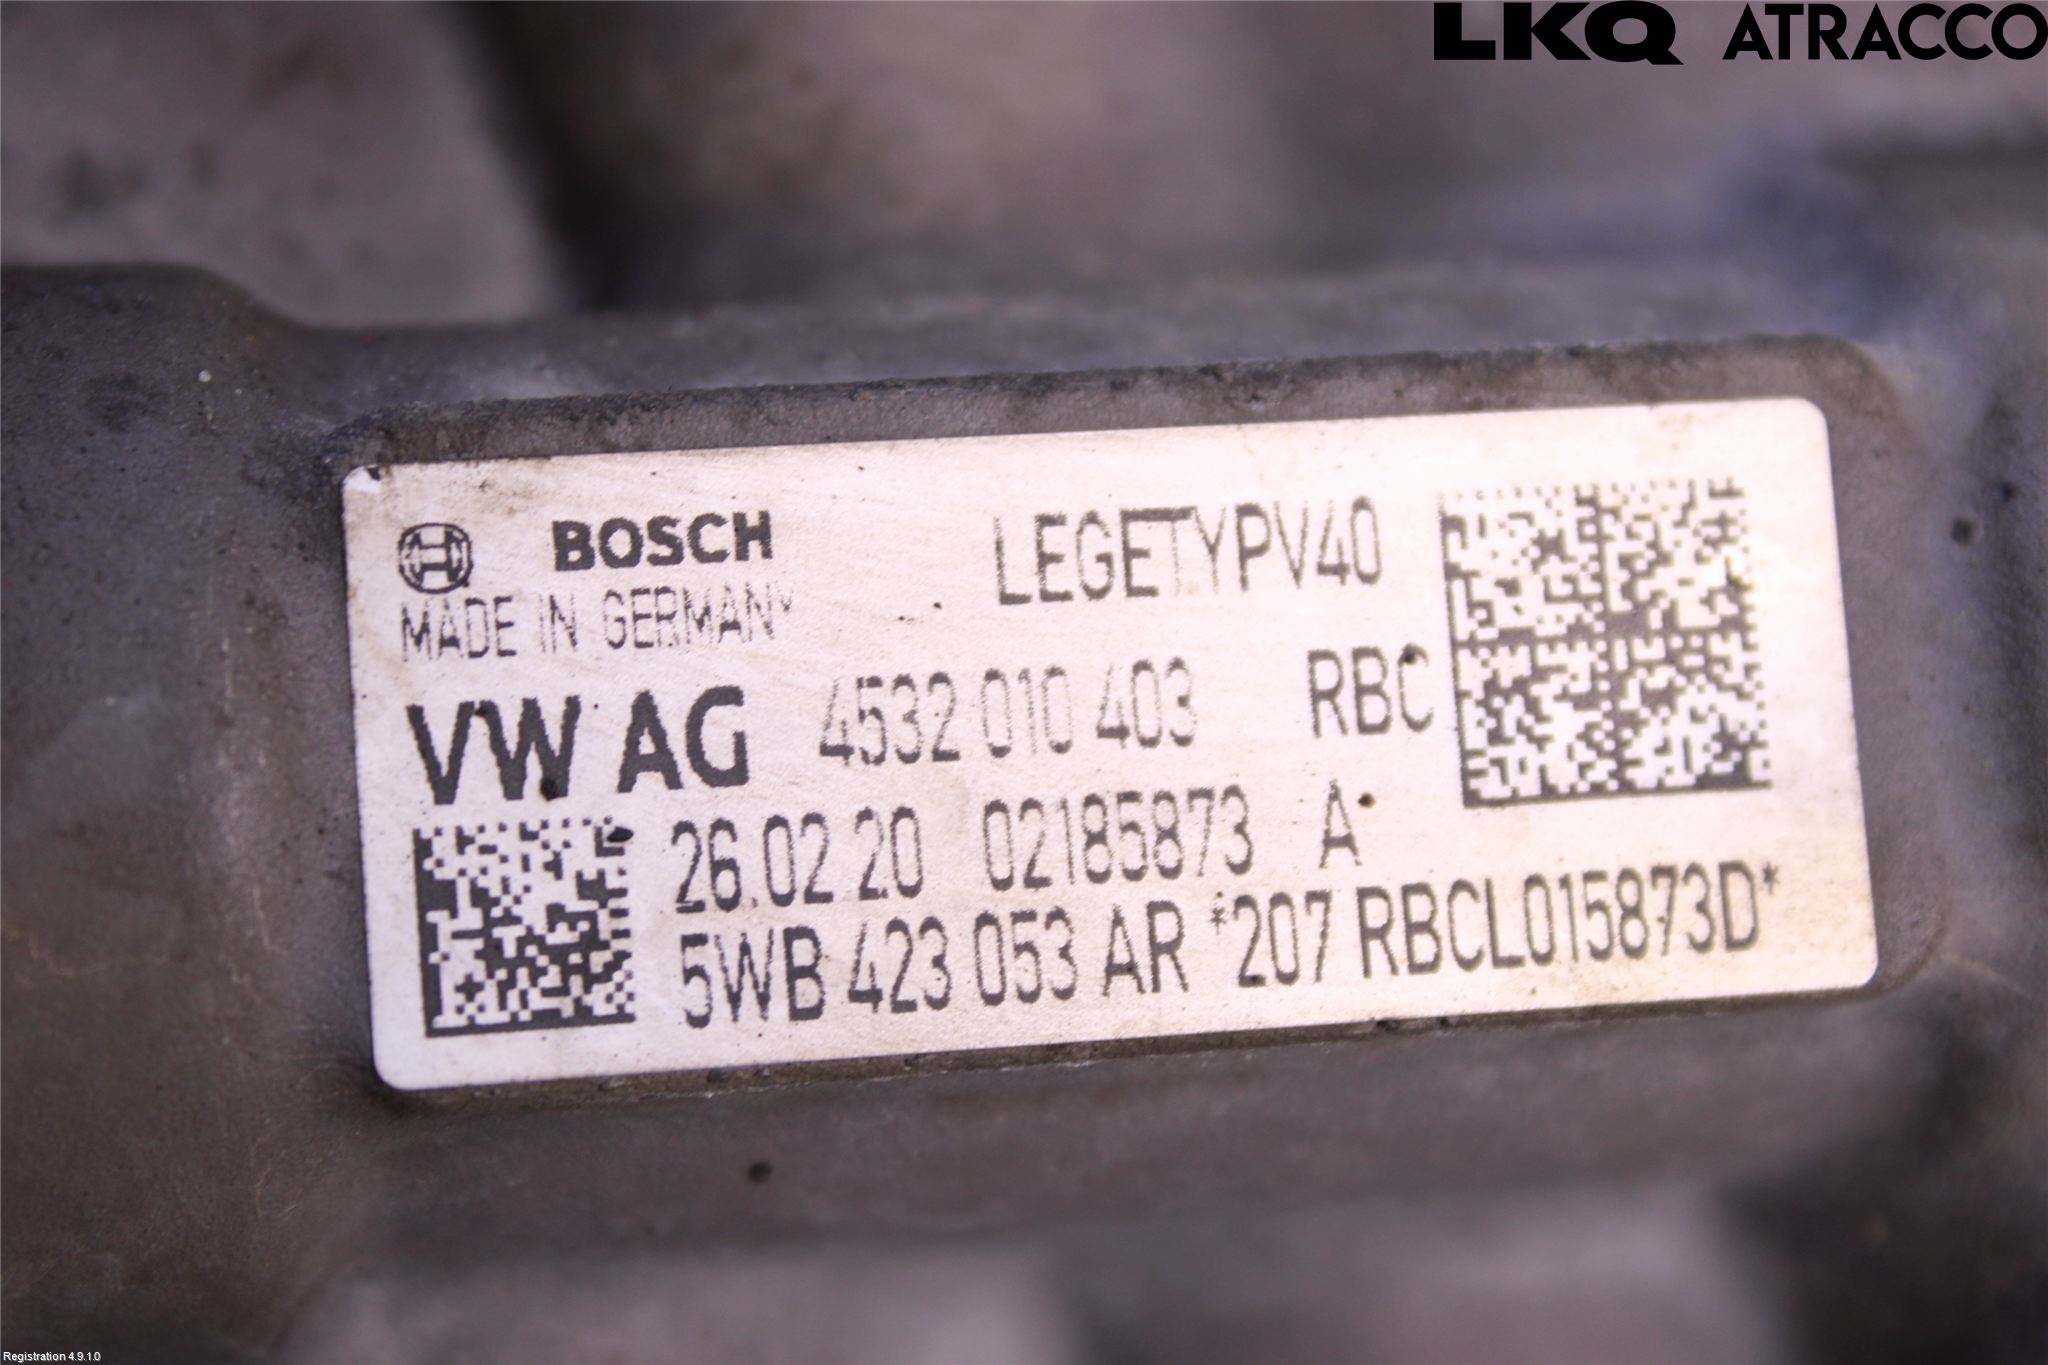 LKQ ATRACCO
BOSCH LEGETYPV40
MADE IN GERMANY
VW AG 4532 010 403 RBC
26.02.20 02185873 A
5WB 423 053 AR *207 RBCL015873D*
Registration 4.9.1.0